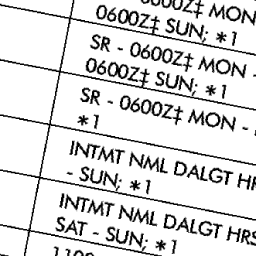 0600Z‡ MON
0600Z‡ SUN; *1
SR - 0600Z‡ MON -
0600Z‡ SUN; *1
SR - 0600Z‡ MON -
*1
INTMT NML DALGT
- SUN; *1
INTMT NML DALGT HRS
SAT - SUN; *1